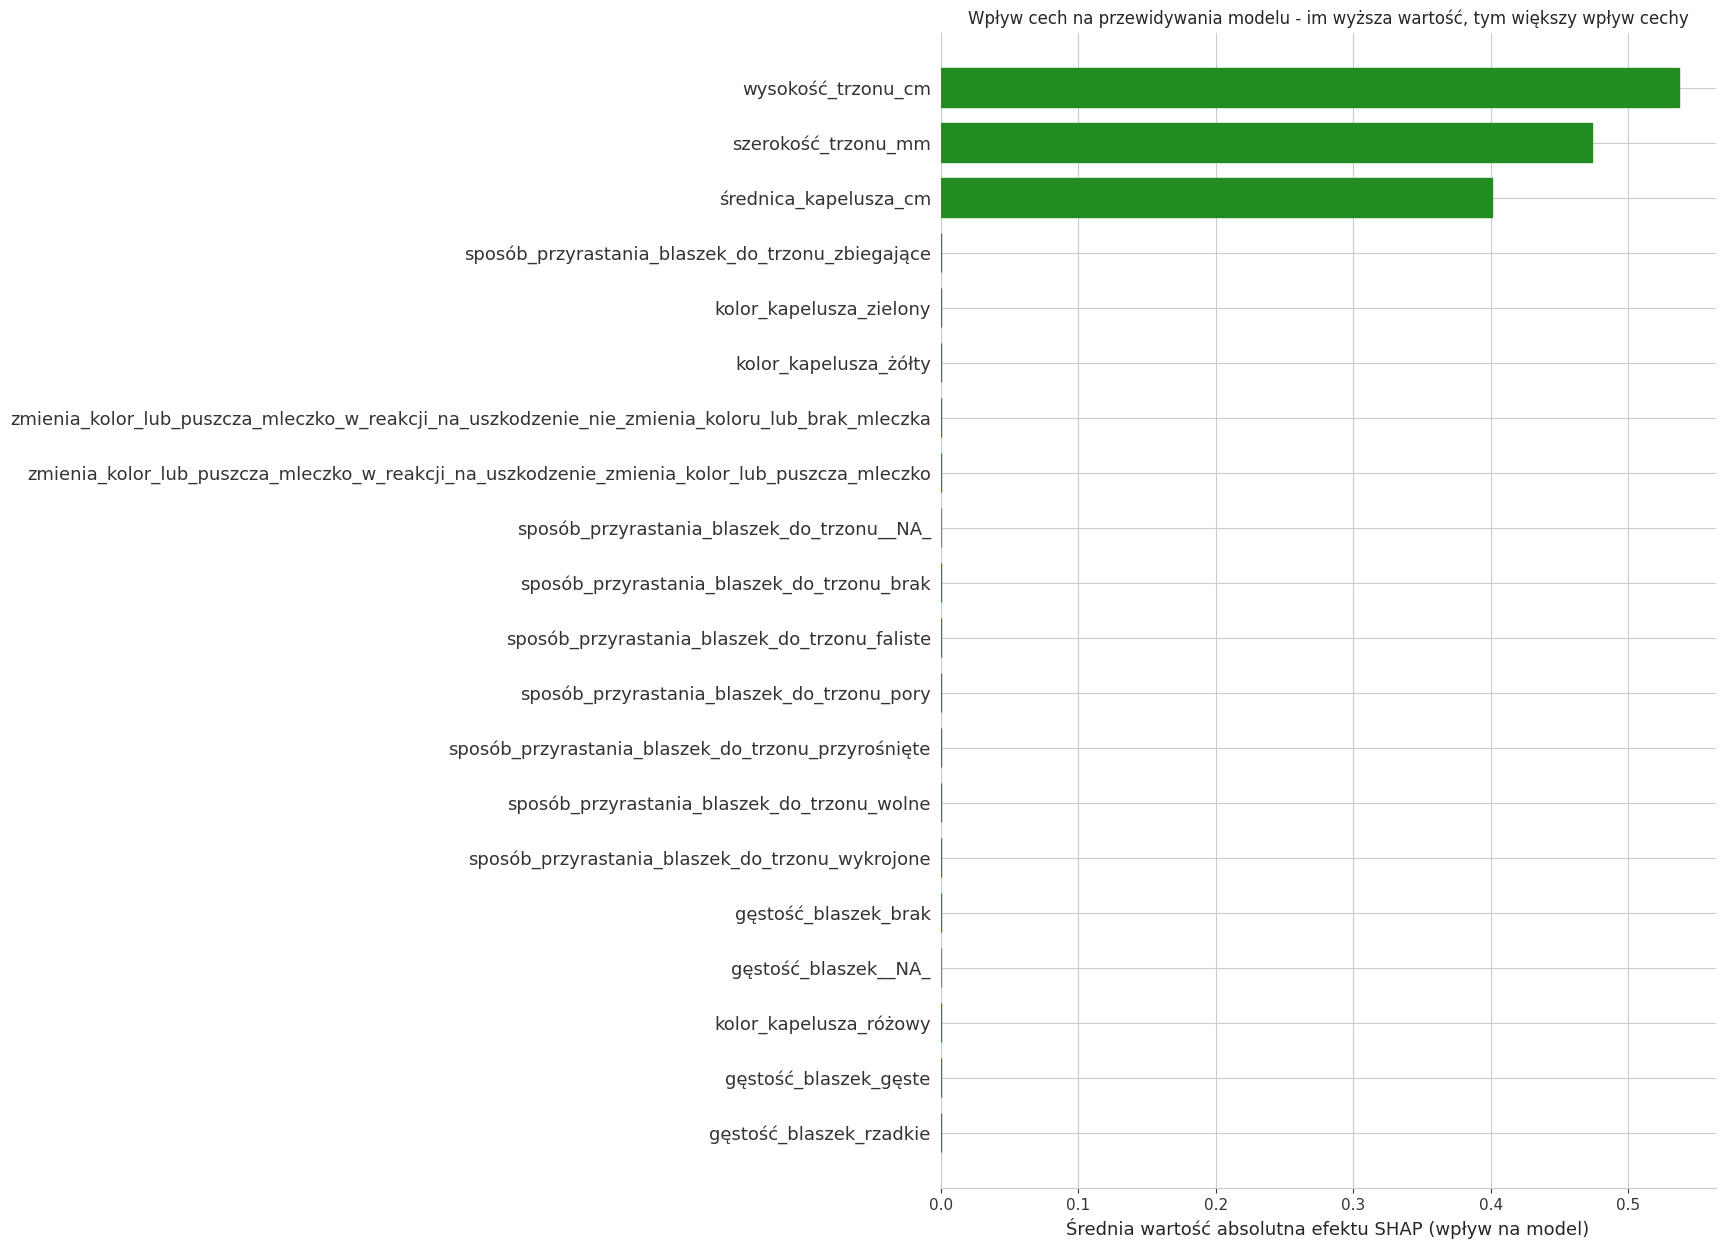 Wpływ cech na przewidywania modelu - im wyższa wartość, tym większy wpływ cechy
wysokość_trzonu_cm
szerokość_trzonu_mm
średnica_kapelusza_cm
sposób_przyrastania_blaszek_do_trzonu_zbiegające
kolor_kapelusza_zielony
kolor_kapelusza_żółty
zmienia_kolor_lub_puszcza_mleczko_w_reakcji_na_uszkodzenie_nie_zmienia_koloru_lub_brak_mleczka
zmienia_kolor_lub_puszcza_mleczko_w_reakcji_na_uszkodzenie_zmienia_kolor_lub_puszcza_mleczko
sposób_przyrastania_blaszek_do_trzonu__NA_
sposób_przyrastania_blaszek_do_trzonu_brak
sposób_przyrastania_blaszek_do_trzonu_faliste
sposób_przyrastania_blaszek_do_trzonu_pory
sposób_przyrastania_blaszek_do_trzonu_przyrośnięte
sposób_przyrastania_blaszek_do_trzonu_wolne
sposób_przyrastania_blaszek_do_trzonu_wykrojone
gęstość_blaszek_brak
gęstość_blaszek__NA_
kolor_kapelusza_różowy
gęstość_blaszek_gęste
gęstość_blaszek_rzadkie
0.0 0.1 0.2 0.3 0.4 0.5
Średnia wartość absolutna efektu SHAP (wpływ na model)